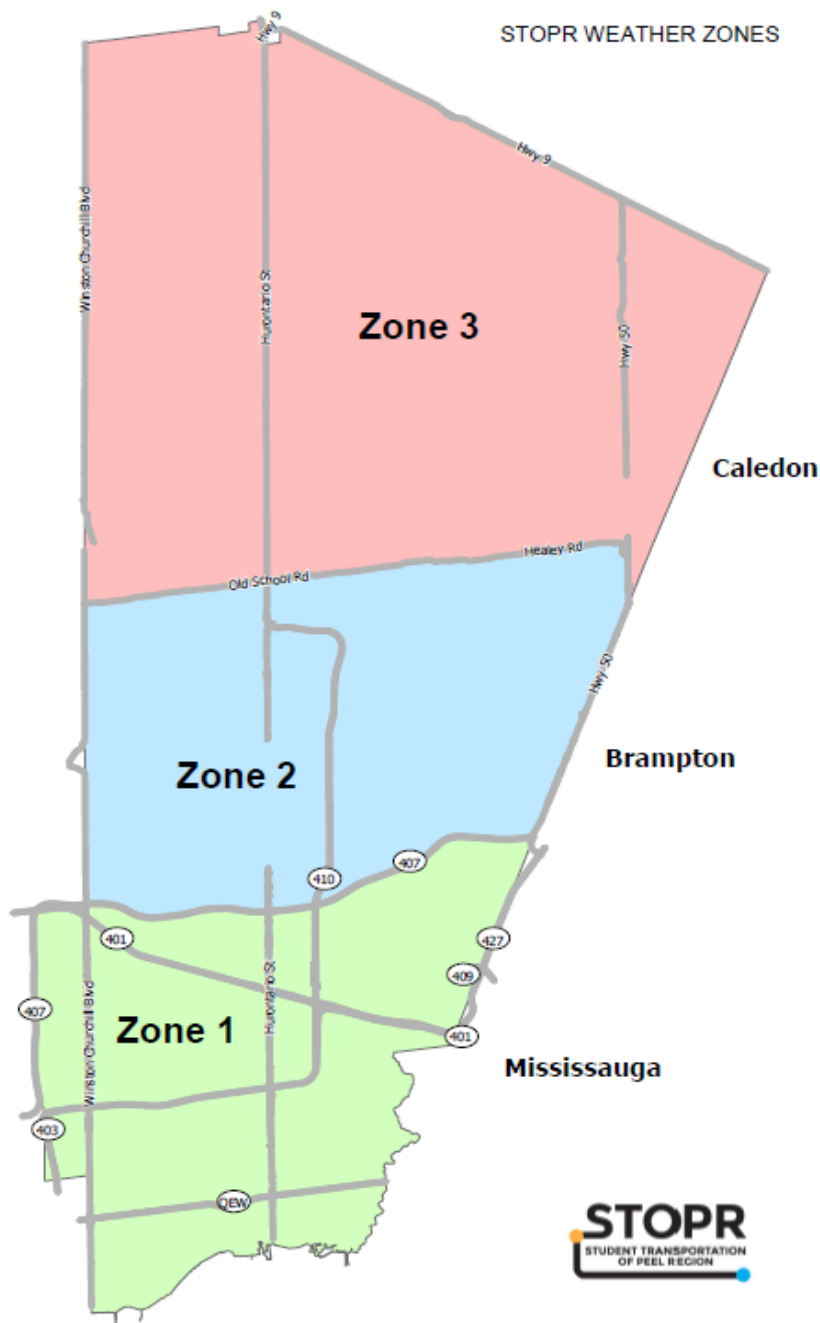 STOPR WEATHER ZONES
Hwy 9
Hwy 9
Winston Churchill Blvd
Hurontario St
Zone 3
Hwy 50
Caledon
Healey Rd
Old School Rd
Hwy 50
Brampton
Zone 2
407
410
401
427
409
407
401
Winston Churchill Blvd
Hurontario St
Zone 1
Mississauga
403
QEW
STOPR
STUDENT TRANSPORTATION
OF PEEL REGION